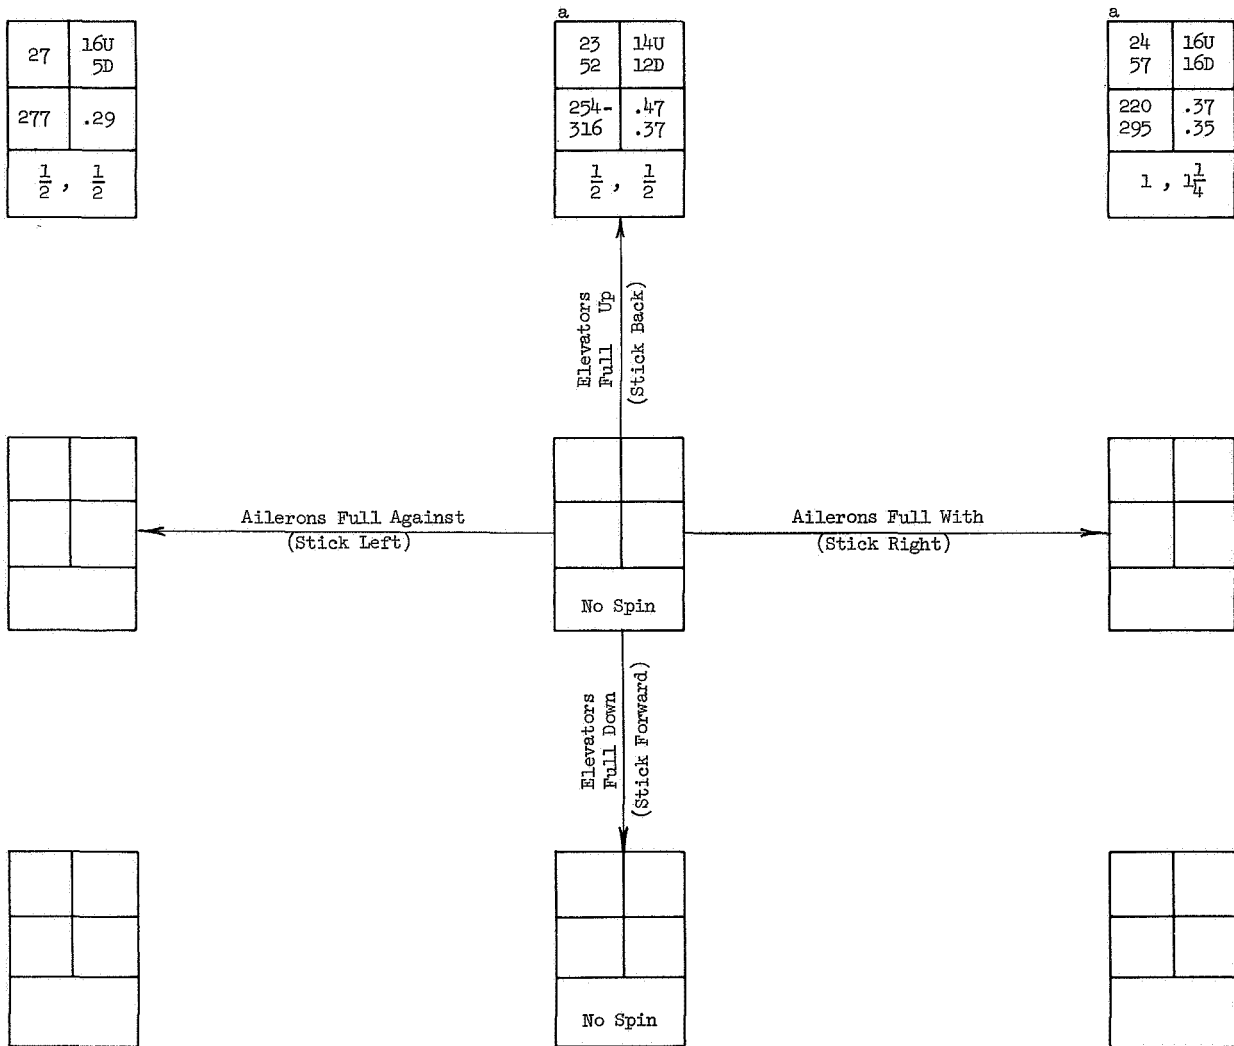 a
a
27
16U
5D
277
.29
1/2 , 1/2
23
52
14U
12D
254-
316
.47
.37
1/2 , 1/2
24
57
16U
16D
220
295
.37
.35
1 , 1 1/4
Elevators
Full Up
(Stick Back)
Ailerons Full Against
(Stick Left)
Ailerons Full With
(Stick Right)
No Spin
Elevators
Full Down
(Stick Forward)
No Spin